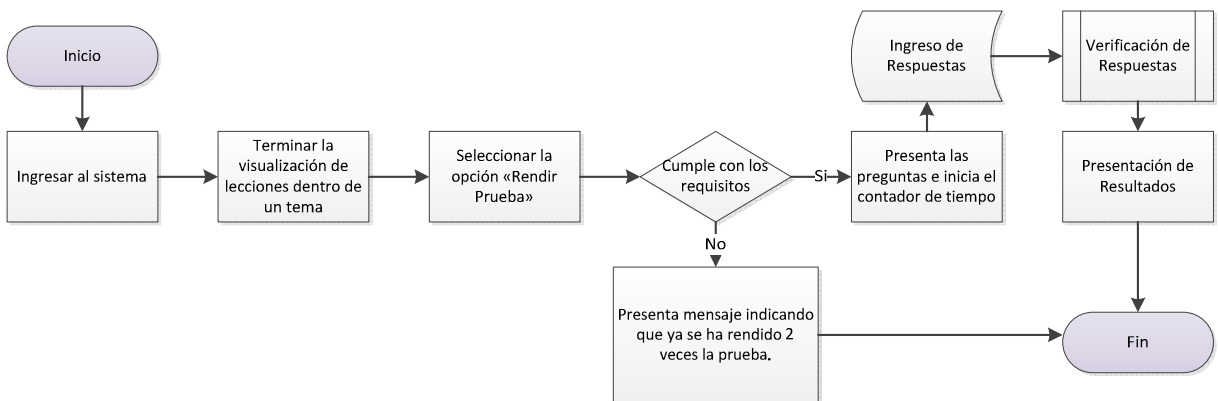 Inicio
Ingresar al sistema
Terminar la
visualización de
lecciones dentro de
un tema
Seleccionar la
opción «Rendir
Prueba»
Cumple con los
requisitos
Si
No
Presenta las
preguntas e inicia el
contador de tiempo
Ingreso de
Respuestas
Verificación de
Respuestas
Presentación de
Resultados
Presenta mensaje indicando
que ya se ha rendido 2
veces la prueba.
Fin